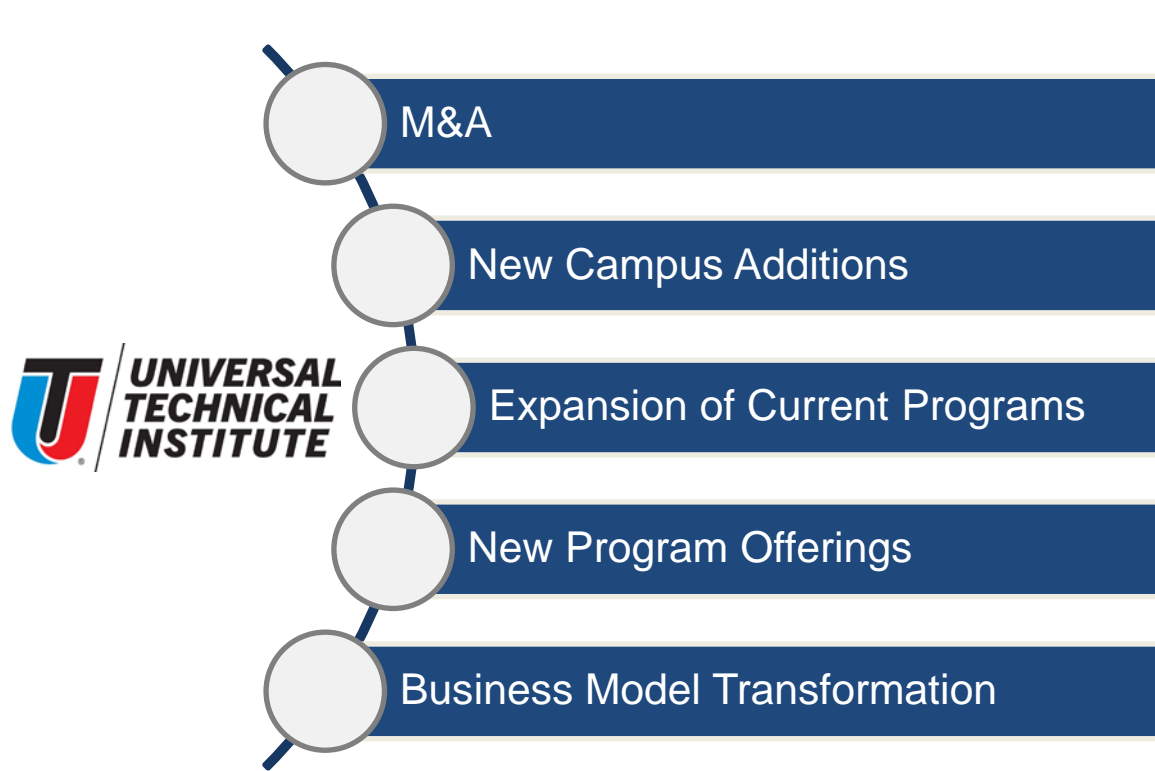 M&A
New Campus Additions
UNIVERSAL
TECHNICAL
INSTITUTE
Expansion of Current Programs
New Program Offerings
Business Model Transformation